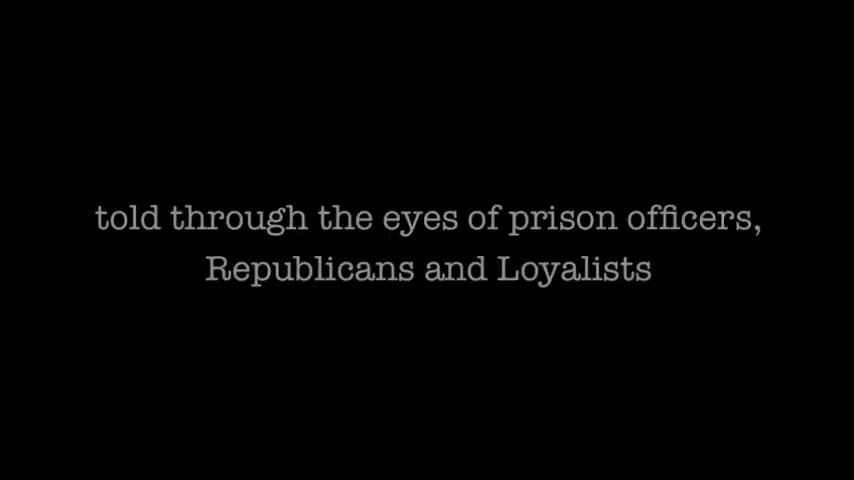 told through the eyes of prison officers,
Republicans and Loyalists